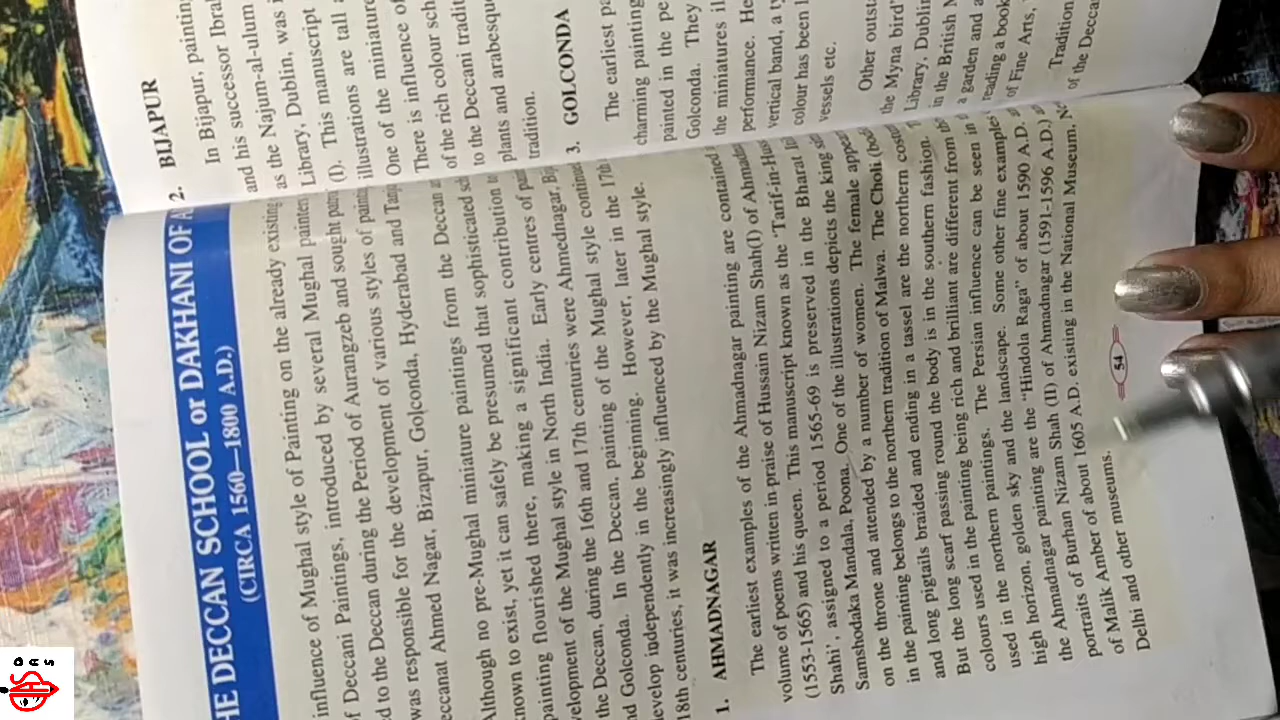 HE DECCAN SCHOOL or DAKHANI OF A
(CIRCA 1560—1800 A.D.)
influence of Mughal style of Painting on the already existing
f Deccani Paintings, introduced by several Mughal painters
d to the Deccan during the Period of Aurangzeb and sought
was responsible for the development of various styles of
eccanat Ahmed Nagar, Bizapur, Golconda, Hyderabad and
Although no pre-Mughal miniature paintings from the Deccan
known to exist, yet it can safely be presumed that sophisticated
painting flourished there, making a significant contribution to
velopment of the Mughal style in North India. Early centres of
the Deccan, during the 16th and 17th centuries were Ahmednagar,
nd Golconda. In the Deccan, painting of the Mughal style continued
evelop independently in the beginning. However, later in the 17th
18th centuries, it was increasingly influenced by the Mughal style.
1. AHMADNAGAR
The earliest examples of the Ahmadnagar painting are contained
volume of poems written in praise of Hussain Nizam Shah(I) of
(1553-1565) and his queen. This manuscript known as the 'Tarif-in-
Shahi', assigned to a period 1565-69 is preserved in the Bharat
Samshodaka Mandala, Poona. One of the illustrations depicts the king
on the throne and attended by a number of women. The female
in the painting belongs to the northern tradition of Malwa. The Choli
and long pigtails braided and ending in a tassel are the northern
But the long scarf passing round the body is in the southern fashion.
colours used in the painting being rich and brilliant are different from
used in the northern paintings. The Persian influence can be seen in
high horizon, golden sky and the landscape. Some other fine
the Ahmadnagar painting are the "Hindola Raga" of about 1590 A.D.
portraits of Burhan Nizam Shah (II) of Ahmadnagar (1591-1596 A.D.)
of Malik Amber of about 1605 A.D. existing in the National Museum,
Delhi and other museums.
54
2. BIJAPUR
In Bijapur, painting
and his successor
as the Najum-al-ulum
Library, Dublin, was
(I). This manuscript
illustrations are tall
One of the miniature
There is influence of
of the rich colour
to the Deccani
plants and
tradition.
3. GOLCONDA
The earliest
charming painting
painted in the
Golconda. They
the miniatures
performance. He
vertical band, a
colour has been
vessels etc.
Other
the Myna bird'
Library,
in the British
a garden and a
reading a book
of Fine Arts,
Tradition
of the